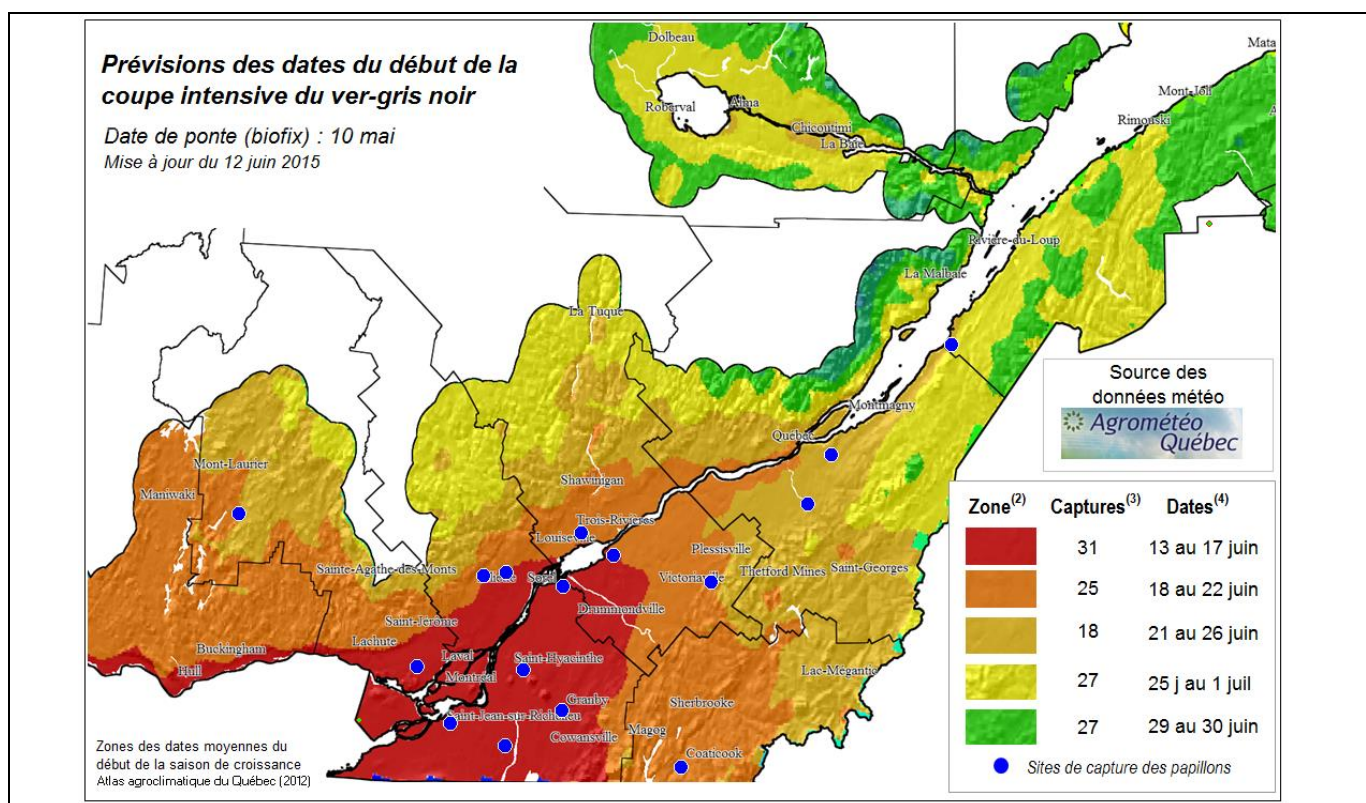 Prévisions des dates du début de la
coupe intensive du ver-gris noir
Date de ponte (biofix) : 10 mai
Mise à jour du 12 juin 2015
Dolbeau
Roberval
Alma
Chicoutimi
La Baie
Mata
Mont-Joli
Rimouski
Rivière-du-Loup
La Malbaie
La Tuque
Montmagny
Québec
Source des
données météo
Agrométéo
Québec
Mont-Laurier
Maniwaki
Shawinigan
Trois-Rivières
Louiseville
Plessisville
Sainte-Agathe-des-Monts
Sorel
Victoriaville
Thetford Mines
Saint-Georges
Drummondville
Saint-Jérôme
Lachute
Buckingham
Hull
Laval
Montréal
Saint-Hyacinthe
Lac-Mégantic
Granby
Sherbrooke
Saint-Jean-sur-Richelieu
Cowansville
Magog
Coaticook
Zone(2) Captures(3) Dates(4)
31 13 au 17 juin
25 18 au 22 juin
18 21 au 26 juin
27 25 j au 1 juil
27 29 au 30 juin
Sites de capture des papillons
Zones des dates moyennes du
début de la saison de croissance
Atlas agroclimatique du Québec (2012)